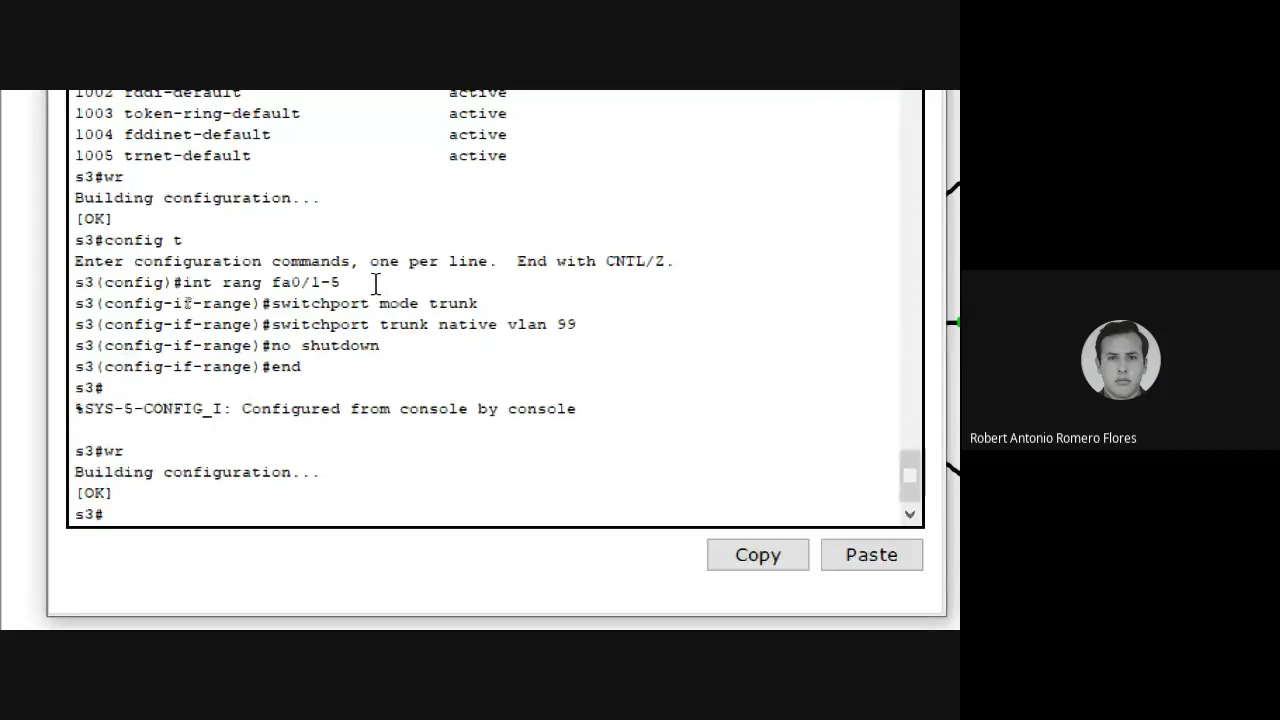 1002 fddi-default active
1003 token-ring-default active
1004 fddinet-default active
1005 trnet-default active
s3#wr
Building configuration...
[OK]
s3#config t
Enter configuration commands, one per line. End with CNTL/Z.
s3(config)#int rang fa0/1-5
s3(config-if-range)#switchport mode trunk
s3(config-if-range)#switchport trunk native vlan 99
s3(config-if-range)#no shutdown
s3(config-if-range)#end
s3#
%SYS-5-CONFIG_I: Configured from console by console
s3#wr
Building configuration...
[OK]
s3#
Copy Paste
Robert Antonio Romero Flores